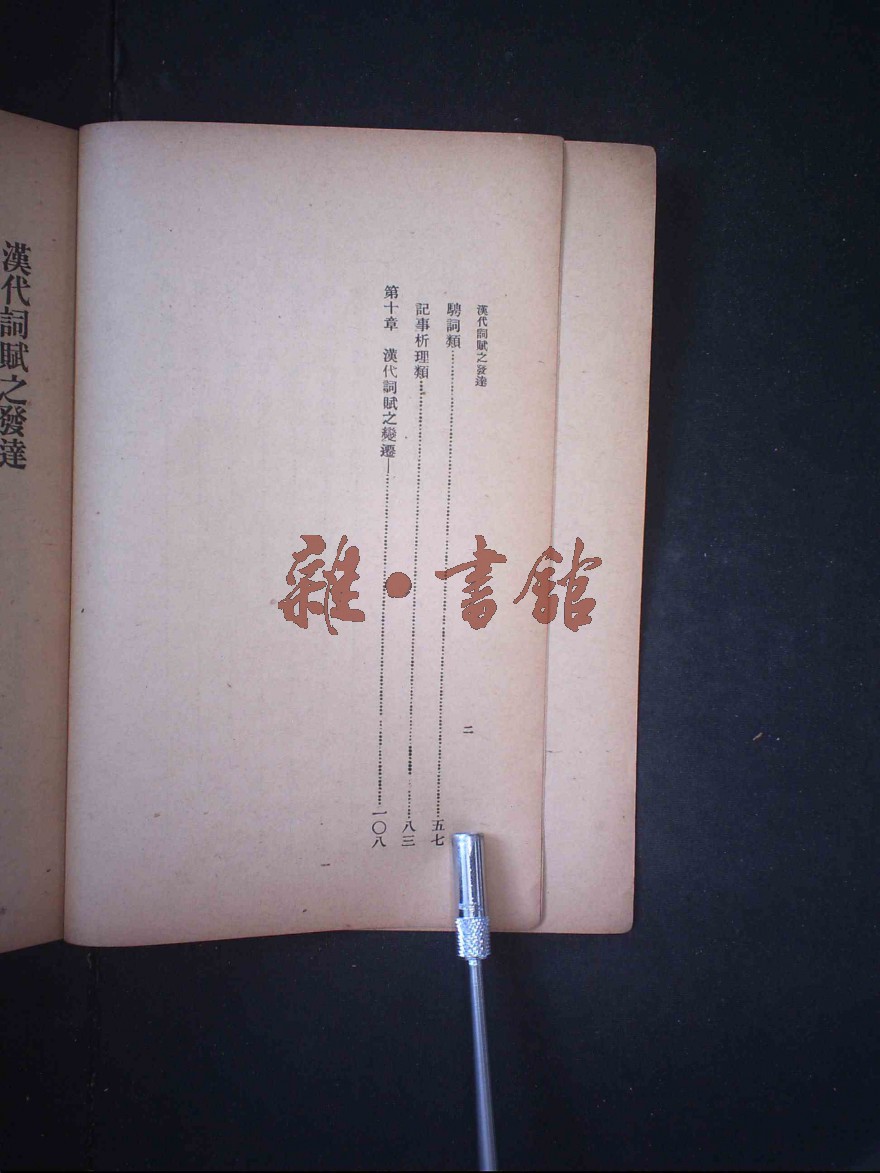 漢代詞賦之發達
二
騁詞類……五七
記事析理類……八三
第十章　漢代詞賦之變遷……一〇八
漢代詞賦之發達
雜・書館